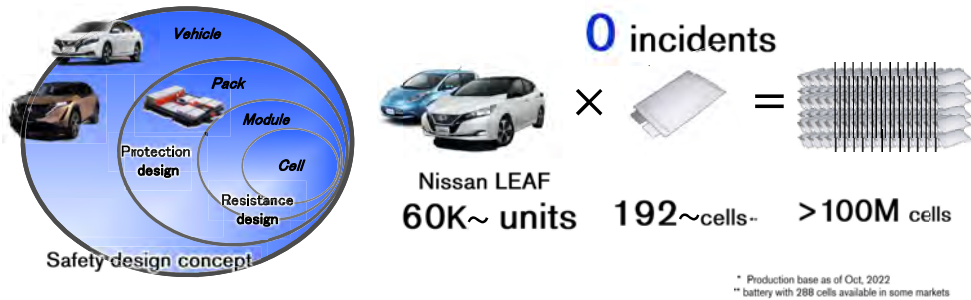 Vehicle
Pack
Module
Cell
Protection
design
Resistance
design
Safety design concept
0 incidents
×
=
Nissan LEAF
60K~ units
192~cells**
>100M cells
* Production base as of Oct, 2022
** battery with 288 cells available in some markets